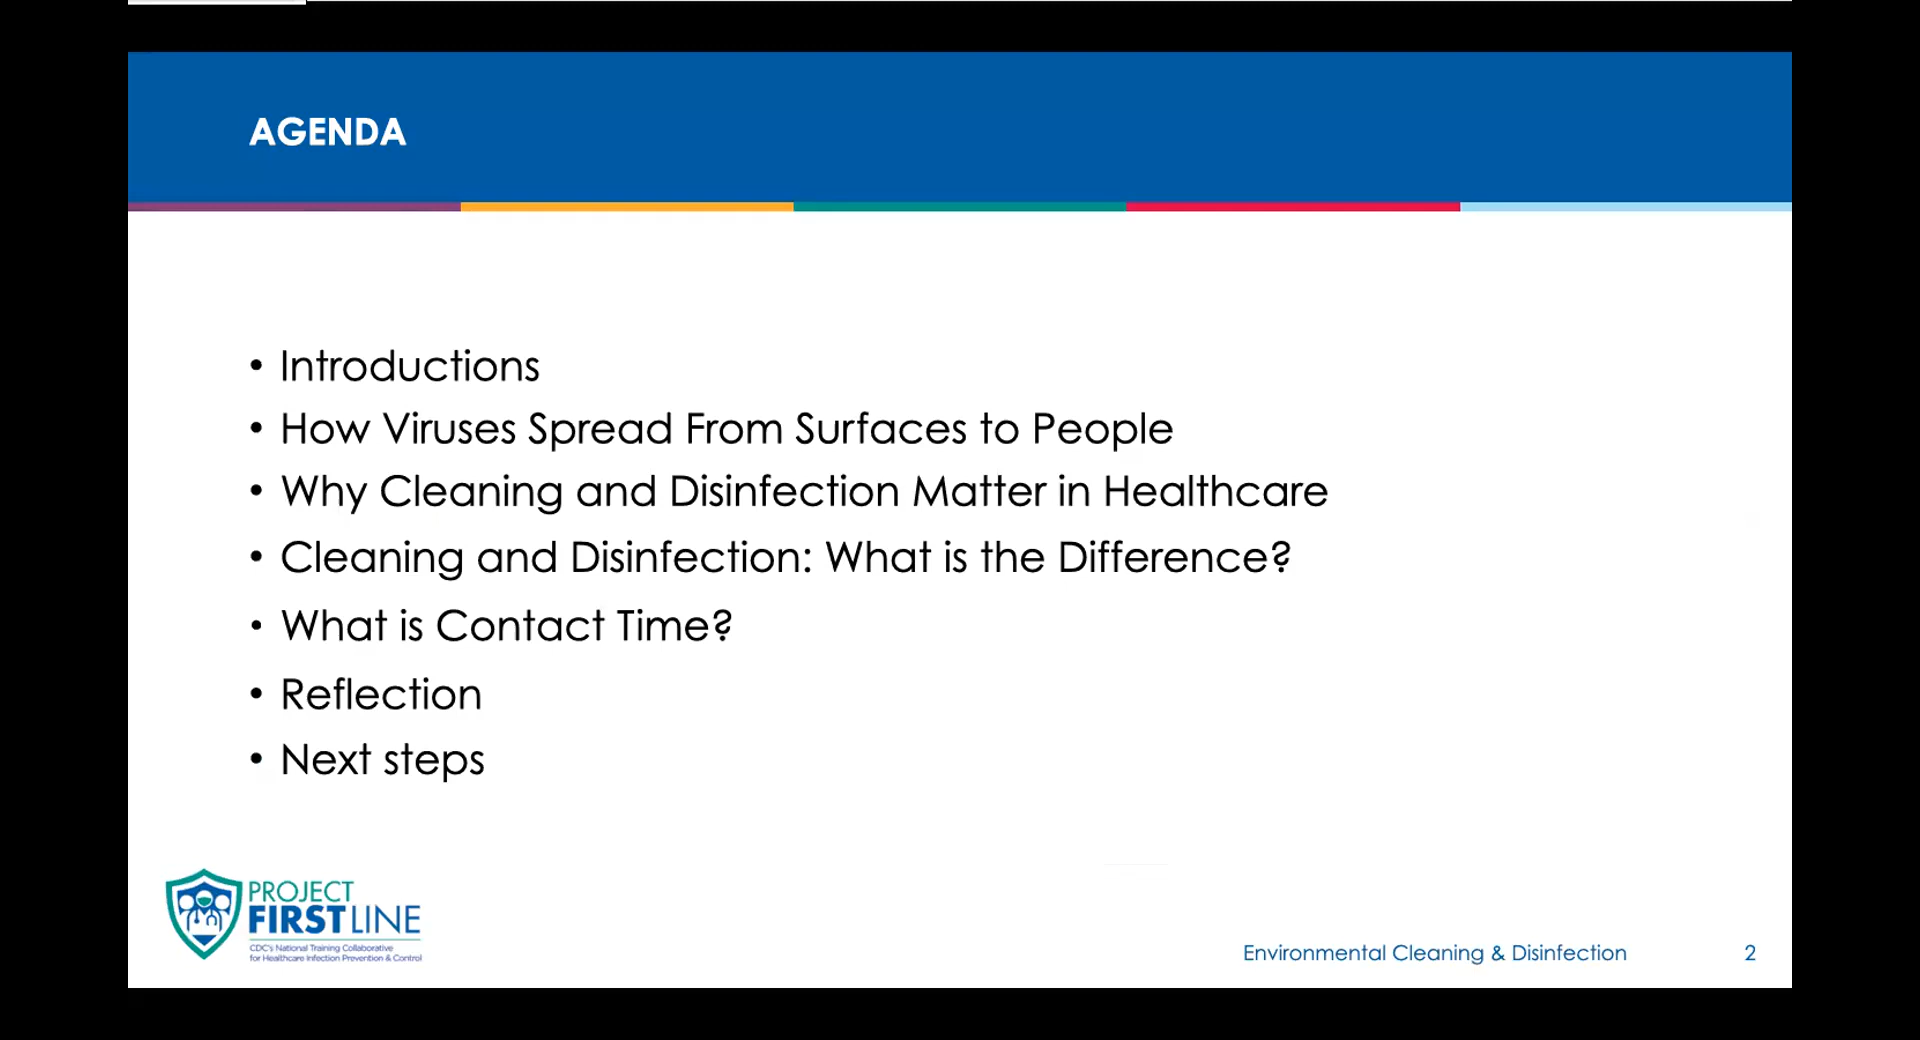 AGENDA
• Introductions
• How Viruses Spread From Surfaces to People
• Why Cleaning and Disinfection Matter in Healthcare
• Cleaning and Disinfection: What is the Difference?
• What is Contact Time?
• Reflection
• Next steps
PROJECT
FIRSTLINE
CDC's National Training Collaborative
for Healthcare Infection Prevention & Control
Environmental Cleaning & Disinfection 2